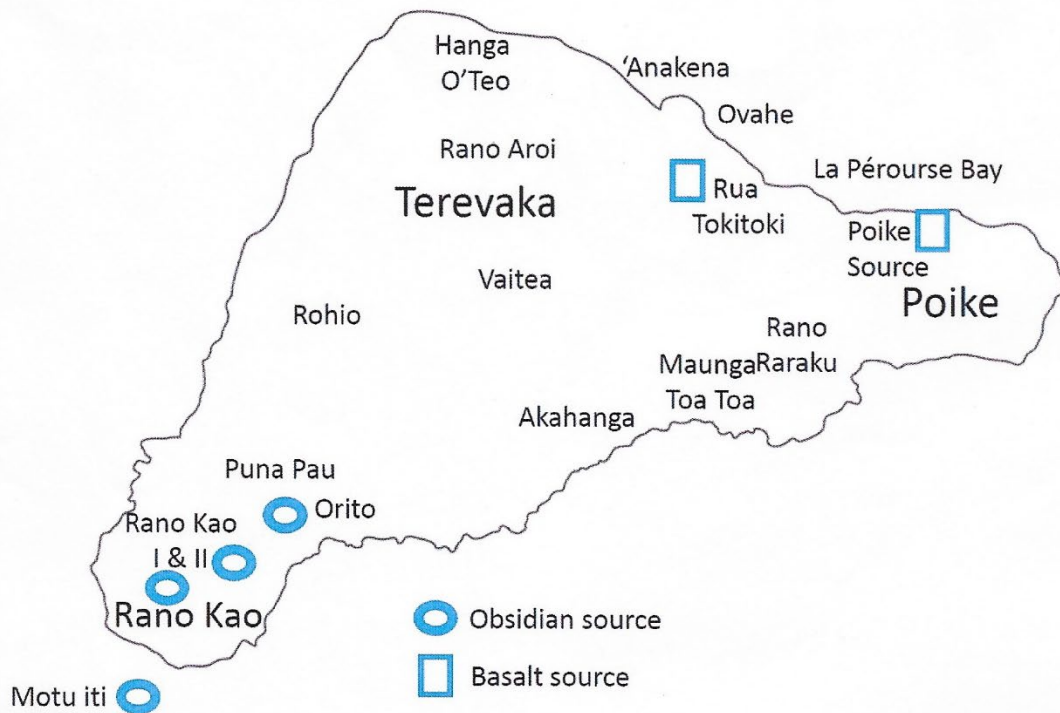 Hanga
O'Teo
'Anakena
Ovahe
Rano Aroi
La Pérourse Bay
Terevaka
Rua
Tokitoki
Poike
Source
Vaitea
Poike
Rohio
Rano
Raraku
Maunga
Toa Toa
Akahanga
Puna Pau
Orito
Rano Kao
I & II
Rano Kao
Obsidian source
Basalt source
Motu iti